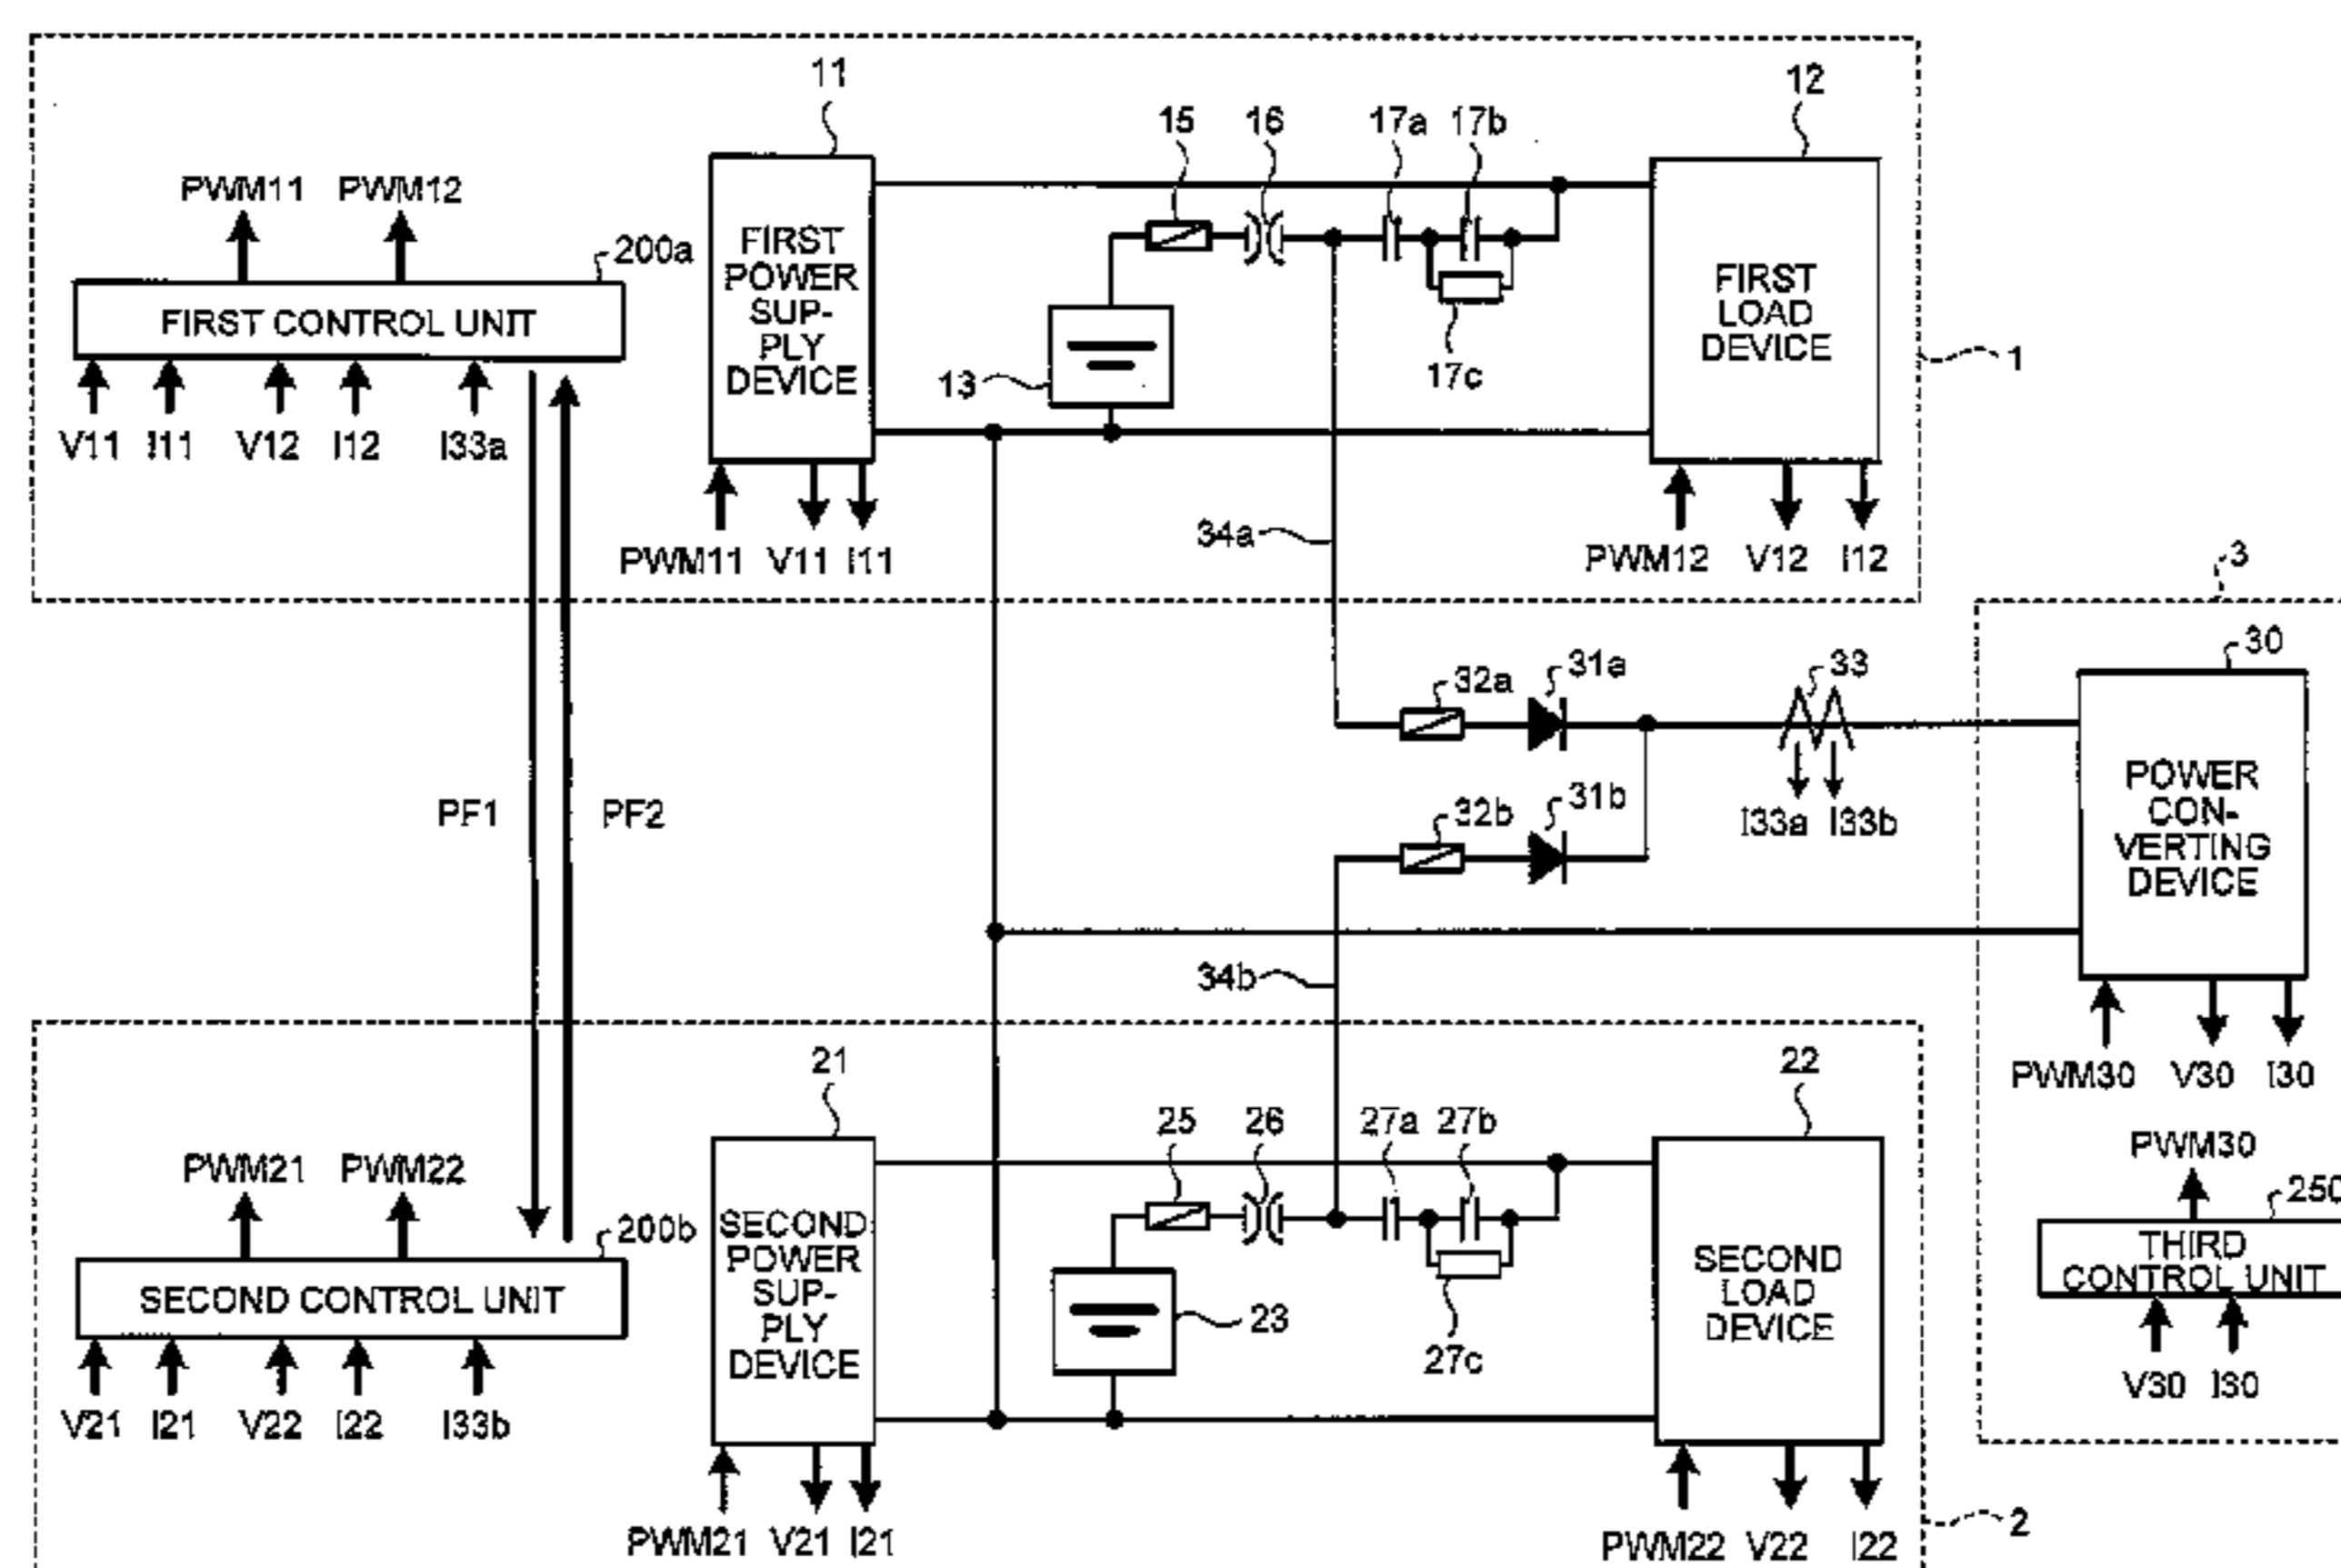 11
12
15 16 17a 17b
PWM11 PWM12
200a
FIRST CONTROL UNIT
V11 I11 V12 I12 I33a
FIRST
POWER
SUP-
PLY
DEVICE
13
17c
FIRST
LOAD
DEVICE
1
34a
PWM11 V11 I11
PWM12 V12 I12
3
30
32a 31a 33
I33a I33b
POWER
CON-
VERTING
DEVICE
PF1 PF2
32b 31b
34b
PWM30 V30 I30
21
22
25 26 27a 27b
PWM21 PWM22
200b
SECOND CONTROL UNIT
V21 I21 V22 I22 I33b
SECOND
POWER
SUP-
PLY
DEVICE
23
27c
SECOND
LOAD
DEVICE
PWM30
250
THIRD
CONTROL UNIT
V30 I30
2
PWM21 V21 I21
PWM22 V22 I22